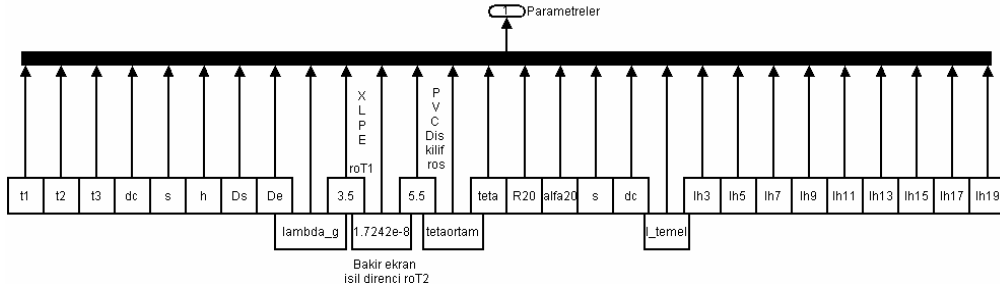 1
Parametreler
X
L
P
E
roT1
P
V
C
Dis
kilif
ros
t1 t2 t3 dc s h Ds De 3.5 5.5 teta R20 alfa20 s dc Ih3 Ih5 Ih7 Ih9 Ih11 Ih13 Ih15 Ih17 Ih19
lambda_g 1.7242e-8 tetaortam I_temel
Bakir ekran
isil direnci roT2